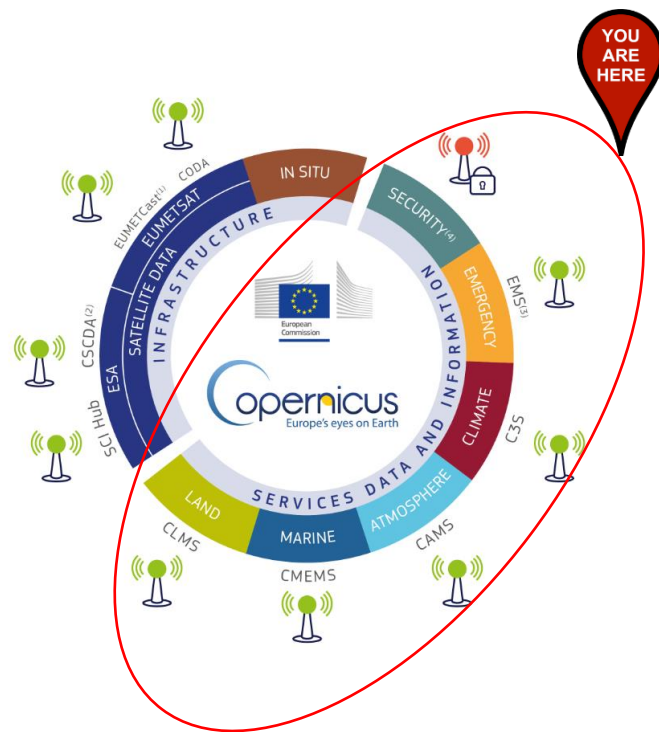 YOU
ARE
HERE
CODA
EUMETCast(1)
EUMETSAT
IN SITU
SATELLITE DATA
INFRASTRUCTURE
CSCDA(2)
ESA
SCI Hub
SECURITY(4)
EMERGENCY
EMS(3)
CLIMATE
C3S
ATMOSPHERE
CAMS
MARINE
CMEMS
LAND
CLMS
SERVICES DATA AND INFORMATION
European
Commission
opernicus
Europe's eyes on Earth